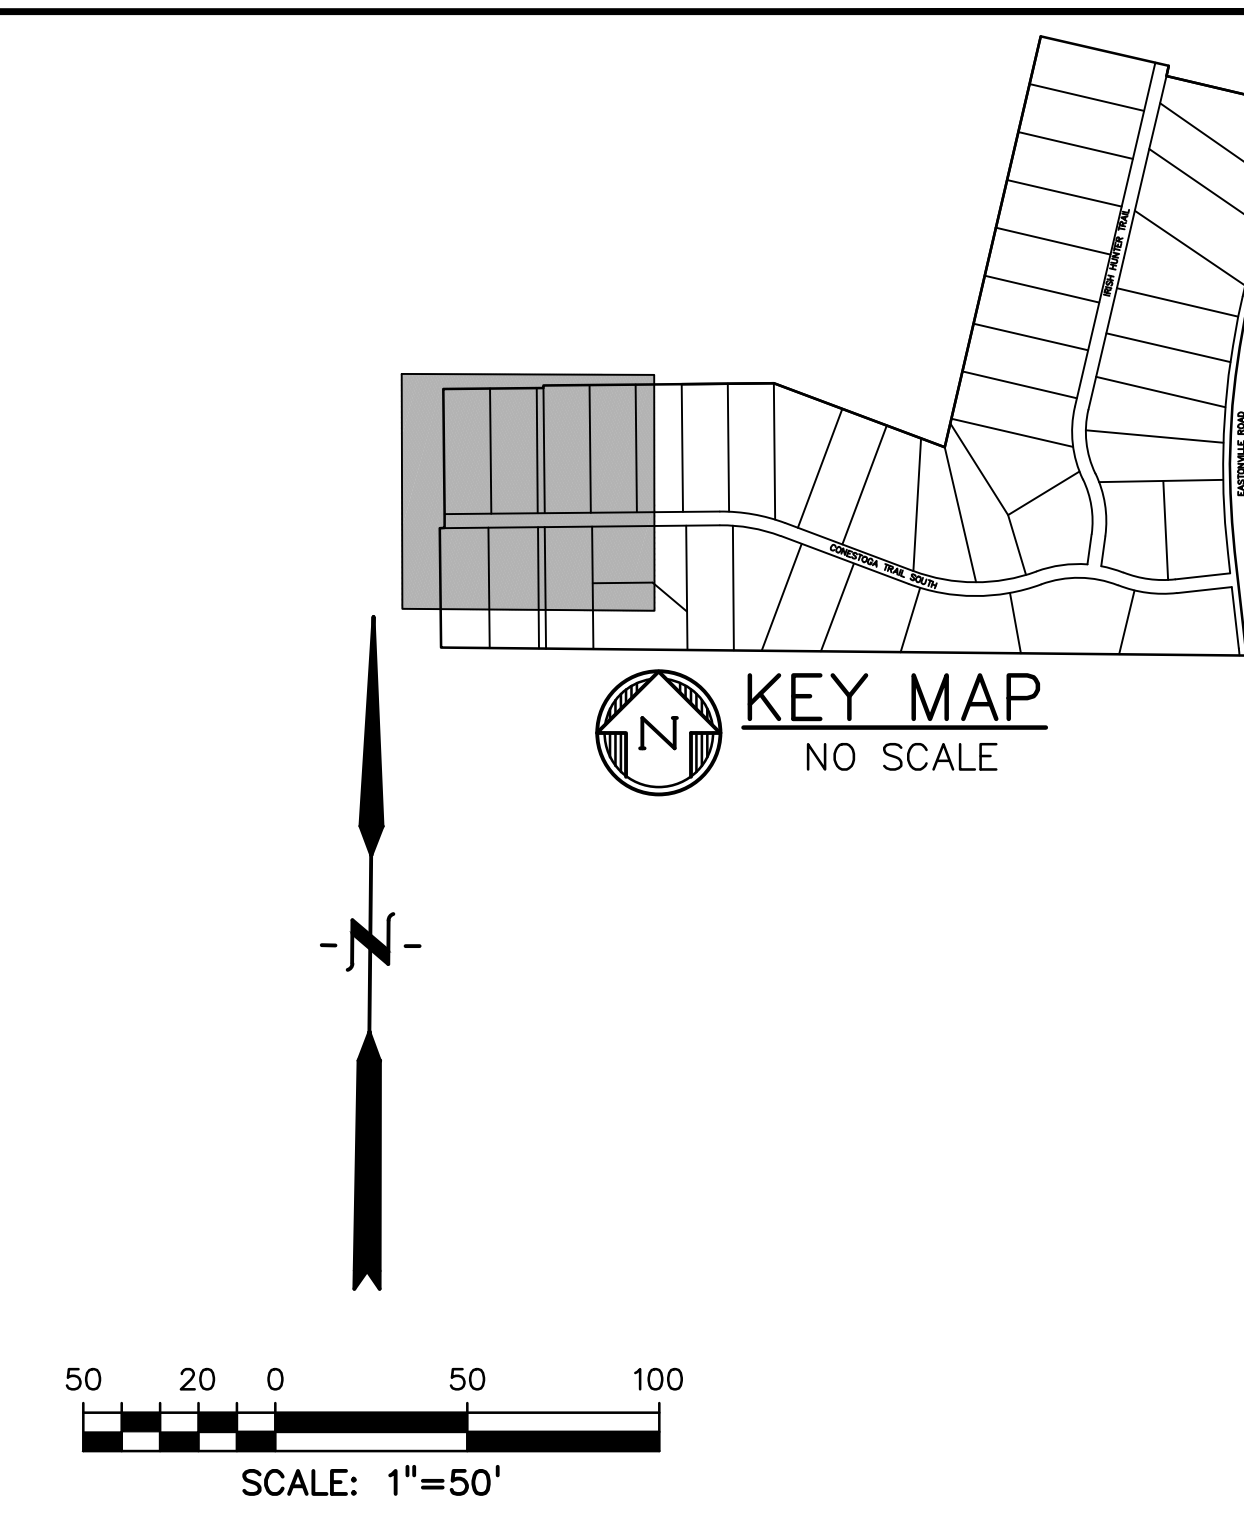 IRISH HUNTER TRAIL
EASTONVILLE ROAD
CONESTOGA TRAIL SOUTH
N
KEY MAP
NO SCALE
-N-
50 20 0 50 100
SCALE: 1"=50'